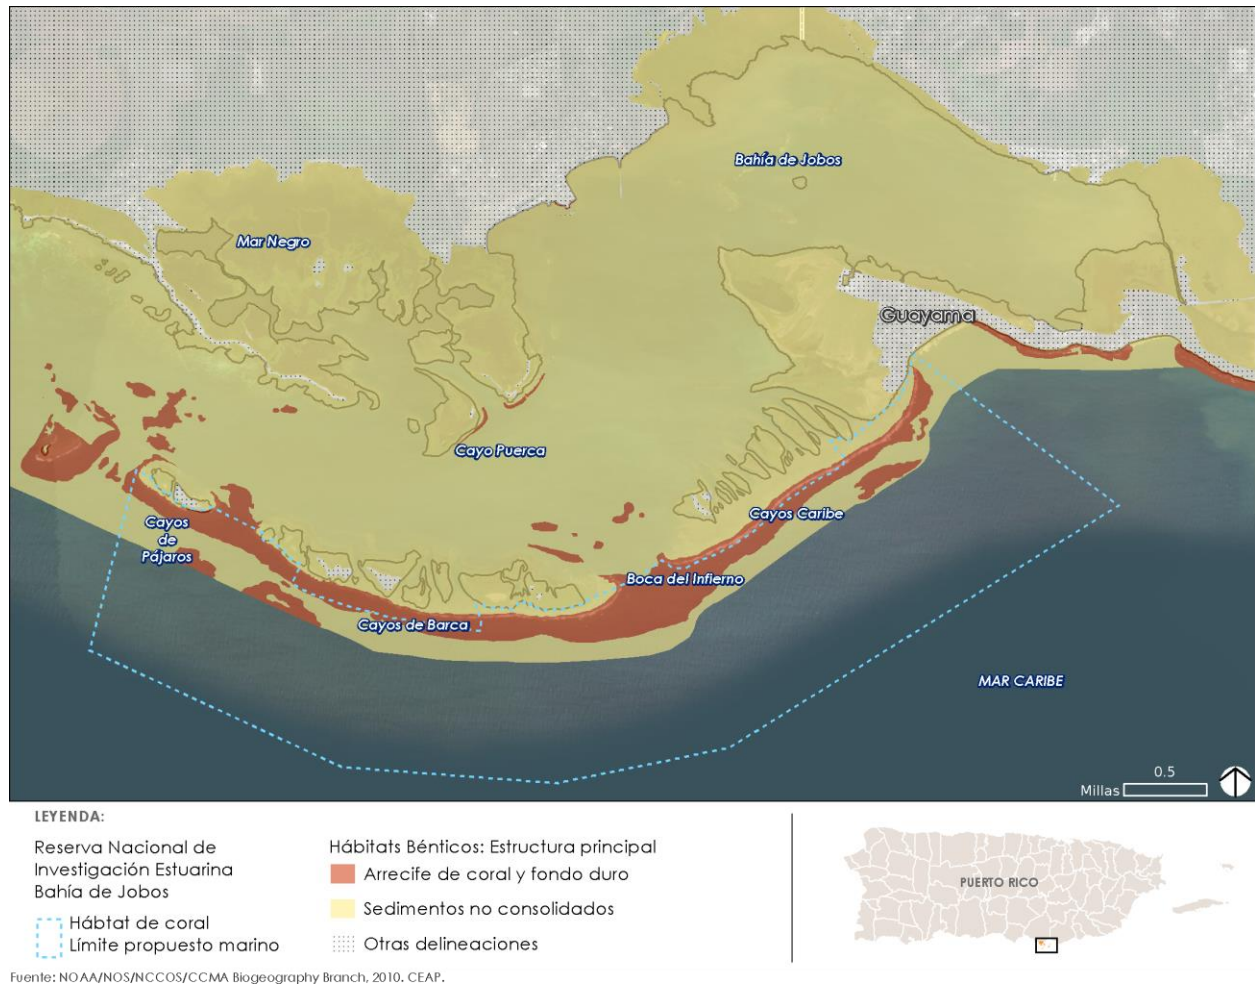 Bahía de Jobos
Mar Negro
Guayama
Cayo Puerca
Cayos
de
Pájaros
Cayos Caribe
Boca del Infierno
Cayos de Barca
MAR CARIBE
0.5
Millas
LEYENDA:
Reserva Nacional de
Investigación Estuarina
Bahía de Jobos
Hábtat de coral
Límite propuesto marino
Hábitats Bénticos: Estructura principal
Arrecife de coral y fondo duro
Sedimentos no consolidados
Otras delineaciones
PUERTO RICO
Fuente: NOAA/NOS/NCCOS/CCMA Biogeography Branch, 2010. CEAP.